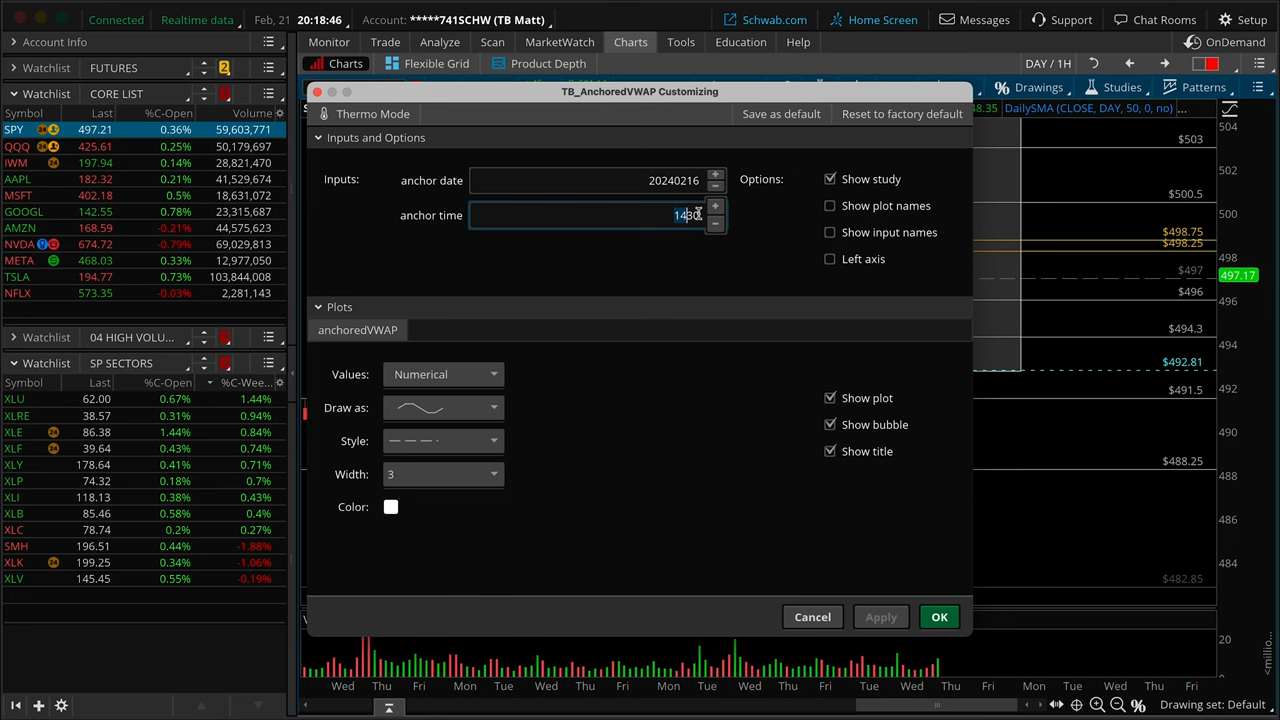 Connected Realtime data Feb, 21 20:18:46 Account: *****741SCHW (TB Matt) Schwab.com Home Screen Messages Support Chat Rooms Setup
Account Info
Monitor Trade Analyze Scan MarketWatch Charts Tools Education Help OnDemand
Watchlist FUTURES 2
Charts Flexible Grid Product Depth DAY / 1H
Watchlist CORE LIST
Drawings Studies Patterns
TB_AnchoredVWAP Customizing
48.35 DailySMA (CLOSE, DAY, 50, 0, no) ...
Thermo Mode Save as default Reset to factory default
Inputs and Options
Inputs: anchor date 20240216
anchor time 1430
Options: Show study
Show plot names
Show input names
Left axis
Plots
anchoredVWAP
Values: Numerical
Draw as:
Style:
Width: 3
Color:
Show plot
Show bubble
Show title
Cancel Apply OK
Symbol Last %C-Open Volume
SPY 24 497.21 0.36% 59,603,771
QQQ 24 425.61 0.25% 50,179,697
IWM 24 197.94 0.14% 28,821,470
AAPL 182.32 0.21% 41,529,674
MSFT 402.18 0.5% 18,631,072
GOOGL 142.55 0.78% 23,315,687
AMZN 168.59 -0.21% 44,575,623
NVDA 674.72 -0.79% 69,029,813
META 468.03 0.33% 12,977,050
TSLA 194.77 0.73% 103,844,008
NFLX 573.35 -0.03% 2,281,143
Watchlist 04 HIGH VOLU...
Watchlist SP SECTORS
Symbol Last %C-Open %C-Wee...
XLU 62.00 0.67% 1.44%
XLRE 38.57 0.31% 0.94%
XLE 24 86.38 1.44% 0.84%
XLF 24 39.64 0.43% 0.74%
XLY 178.64 0.41% 0.71%
XLP 74.32 0.18% 0.7%
XLI 118.13 0.38% 0.43%
XLB 85.46 0.58% 0.4%
XLC 78.74 0.2% 0.27%
SMH 196.51 0.44% -1.88%
XLK 24 199.25 0.34% -1.06%
XLV 145.45 0.55% -0.19%
$503
$500.5
$498.75
$498.25
$497
$496
$494.3
$492.81
$491.5
$488.25
$482.85
504
502
500
498
497.17
496
494
492
490
488
486
484
20
<millio...
Wed Thu Fri Mon Tue Wed Thu Fri Tue Wed Thu Fri Mon Tue Wed Thu Fri Mon Tue Wed Thu Fri
Drawing set: Default